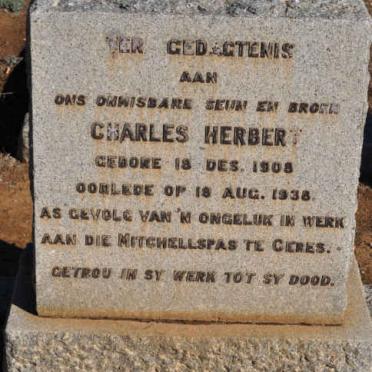 TER GEDAGTENIS
AAN
ONS ONMISBARE SEUN EN BROER
CHARLES HERBERT
GEBORE 18 DES. 1908
OORLEDE OP 18 AUG. 1938.
AS GEVOLG VAN 'N ONGELUK IN WERK
AAN DIE MITCHELLSPAS TE CERES.
GETROU IN SY WERK TOT SY DOOD.